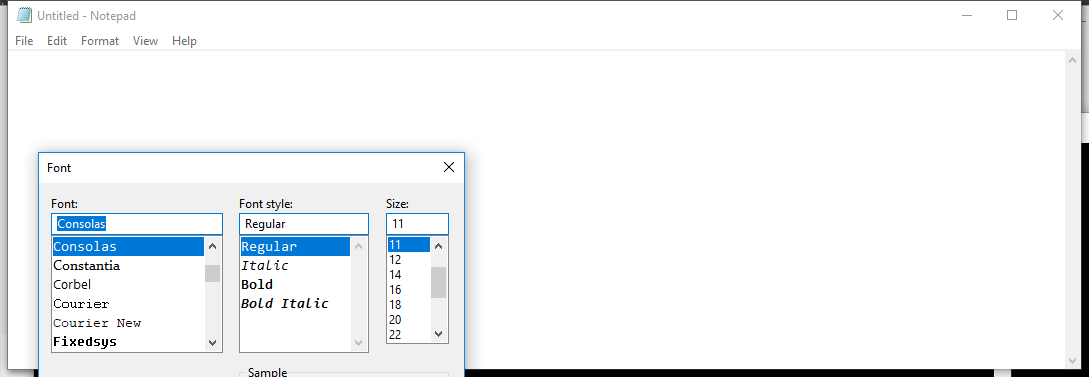 Untitled - Notepad
File Edit Format View Help
Font
Font: Font style: Size:
Consolas Regular 11
Consolas Regular 11
Constantia Italic 12
Corbel Bold 14
Courier Bold Italic 16
Courier New 18
Fixedsys 20
22
Sample